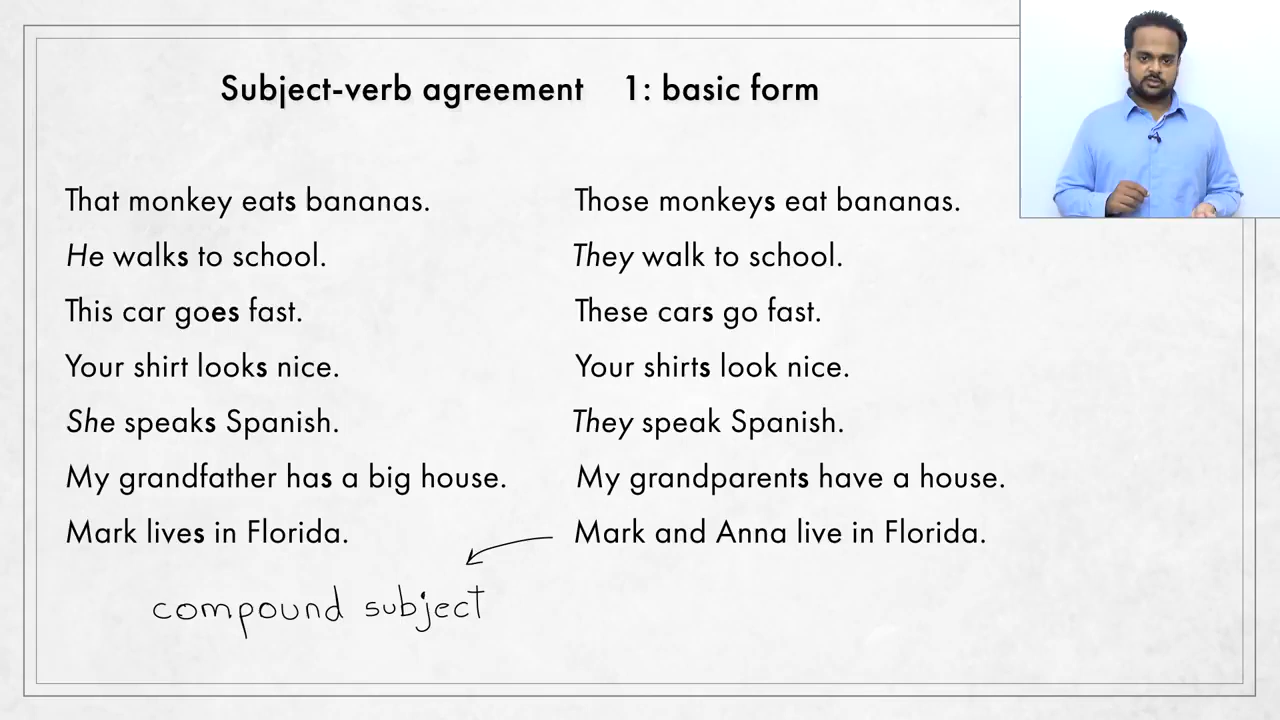 Subject-verb agreement 1: basic form
That monkey eats bananas. Those monkeys eat bananas.
He walks to school. They walk to school.
This car goes fast. These cars go fast.
Your shirt looks nice. Your shirts look nice.
She speaks Spanish. They speak Spanish.
My grandfather has a big house. My grandparents have a house.
Mark lives in Florida. Mark and Anna live in Florida.
compound subject